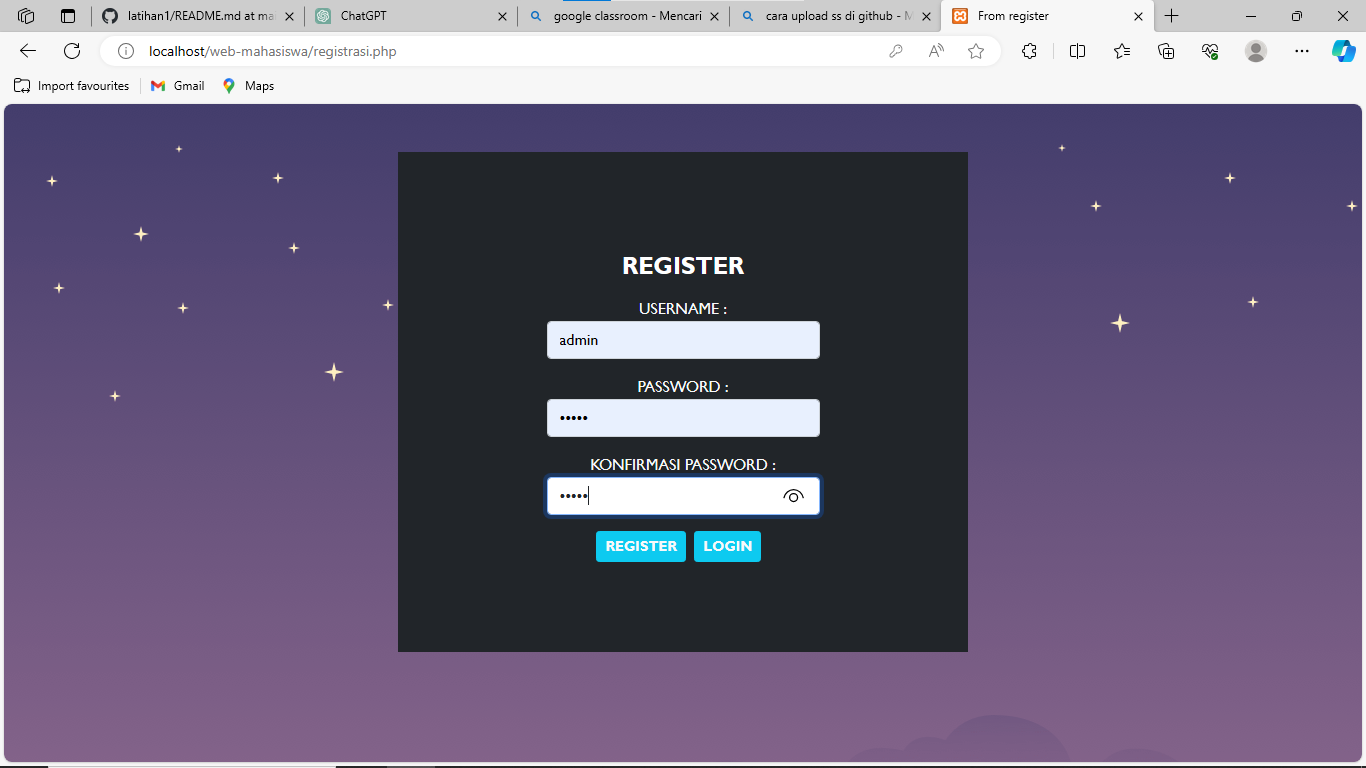 latihan1/README.md at ma
ChatGPT
google classroom - Mencari
cara upload ss di github - M
From register
localhost/web-mahasiswa/registrasi.php
Import favourites
Gmail
Maps
REGISTER
USERNAME :
admin
PASSWORD :
•••••
KONFIRMASI PASSWORD :
•••••
REGISTER LOGIN